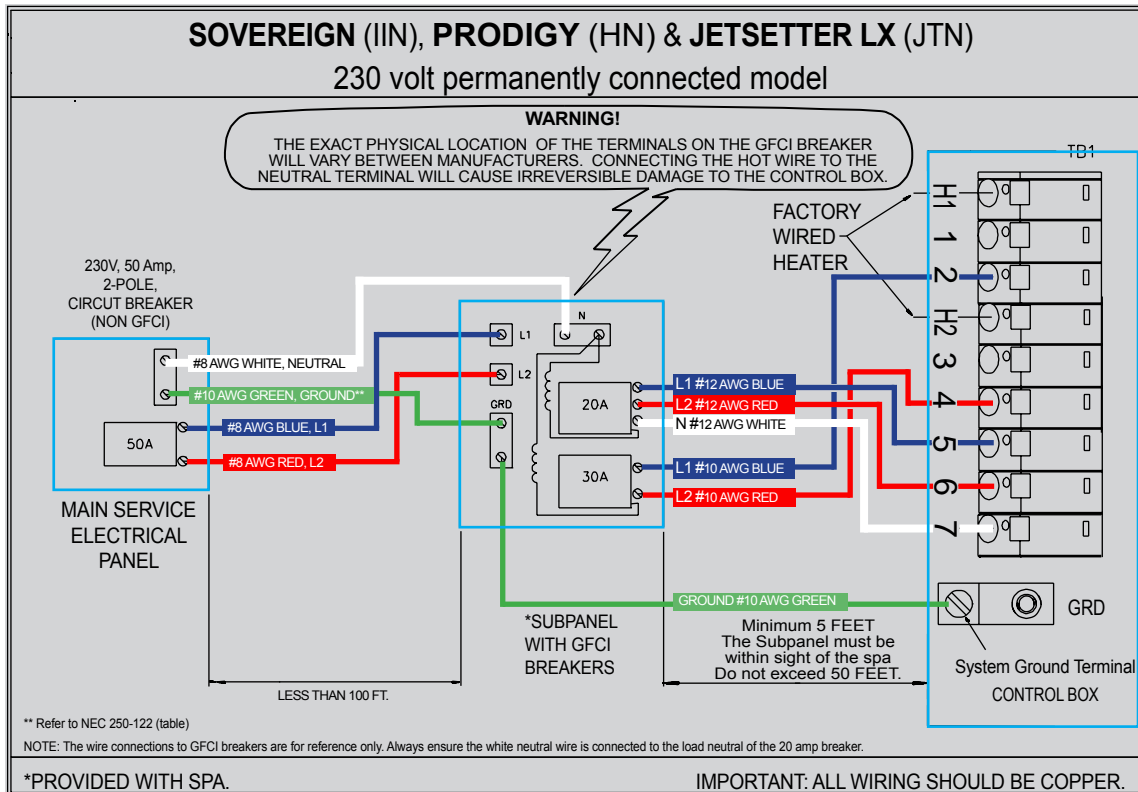 SOVEREIGN (IIN), PRODIGY (HN) & JETSETTER LX (JTN)
230 volt permanently connected model
WARNING!
THE EXACT PHYSICAL LOCATION OF THE TERMINALS ON THE GFCI BREAKER
WILL VARY BETWEEN MANUFACTURERS. CONNECTING THE HOT WIRE TO THE
NEUTRAL TERMINAL WILL CAUSE IRREVERSIBLE DAMAGE TO THE CONTROL BOX.
230V, 50 Amp,
2-POLE,
CIRCUT BREAKER
(NON GFCI)
#8 AWG WHITE, NEUTRAL
#10 AWG GREEN, GROUND**
#8 AWG BLUE, L1
#8 AWG RED, L2
50A
MAIN SERVICE
ELECTRICAL
PANEL
L1
N
L2
GRD
20A
30A
*SUBPANEL
WITH GFCI
BREAKERS
L1 #12 AWG BLUE
L2 #12 AWG RED
N #12 AWG WHITE
L1 #10 AWG BLUE
L2 #10 AWG RED
GROUND #10 AWG GREEN
FACTORY
WIRED
HEATER
TB1
H1
1
2
H2
3
4
5
6
7
GRD
System Ground Terminal
CONTROL BOX
Minimum 5 FEET
The Subpanel must be
within sight of the spa
Do not exceed 50 FEET.
LESS THAN 100 FT.
** Refer to NEC 250-122 (table)
NOTE: The wire connections to GFCI breakers are for reference only. Always ensure the white neutral wire is connected to the load neutral of the 20 amp breaker.
*PROVIDED WITH SPA.
IMPORTANT: ALL WIRING SHOULD BE COPPER.